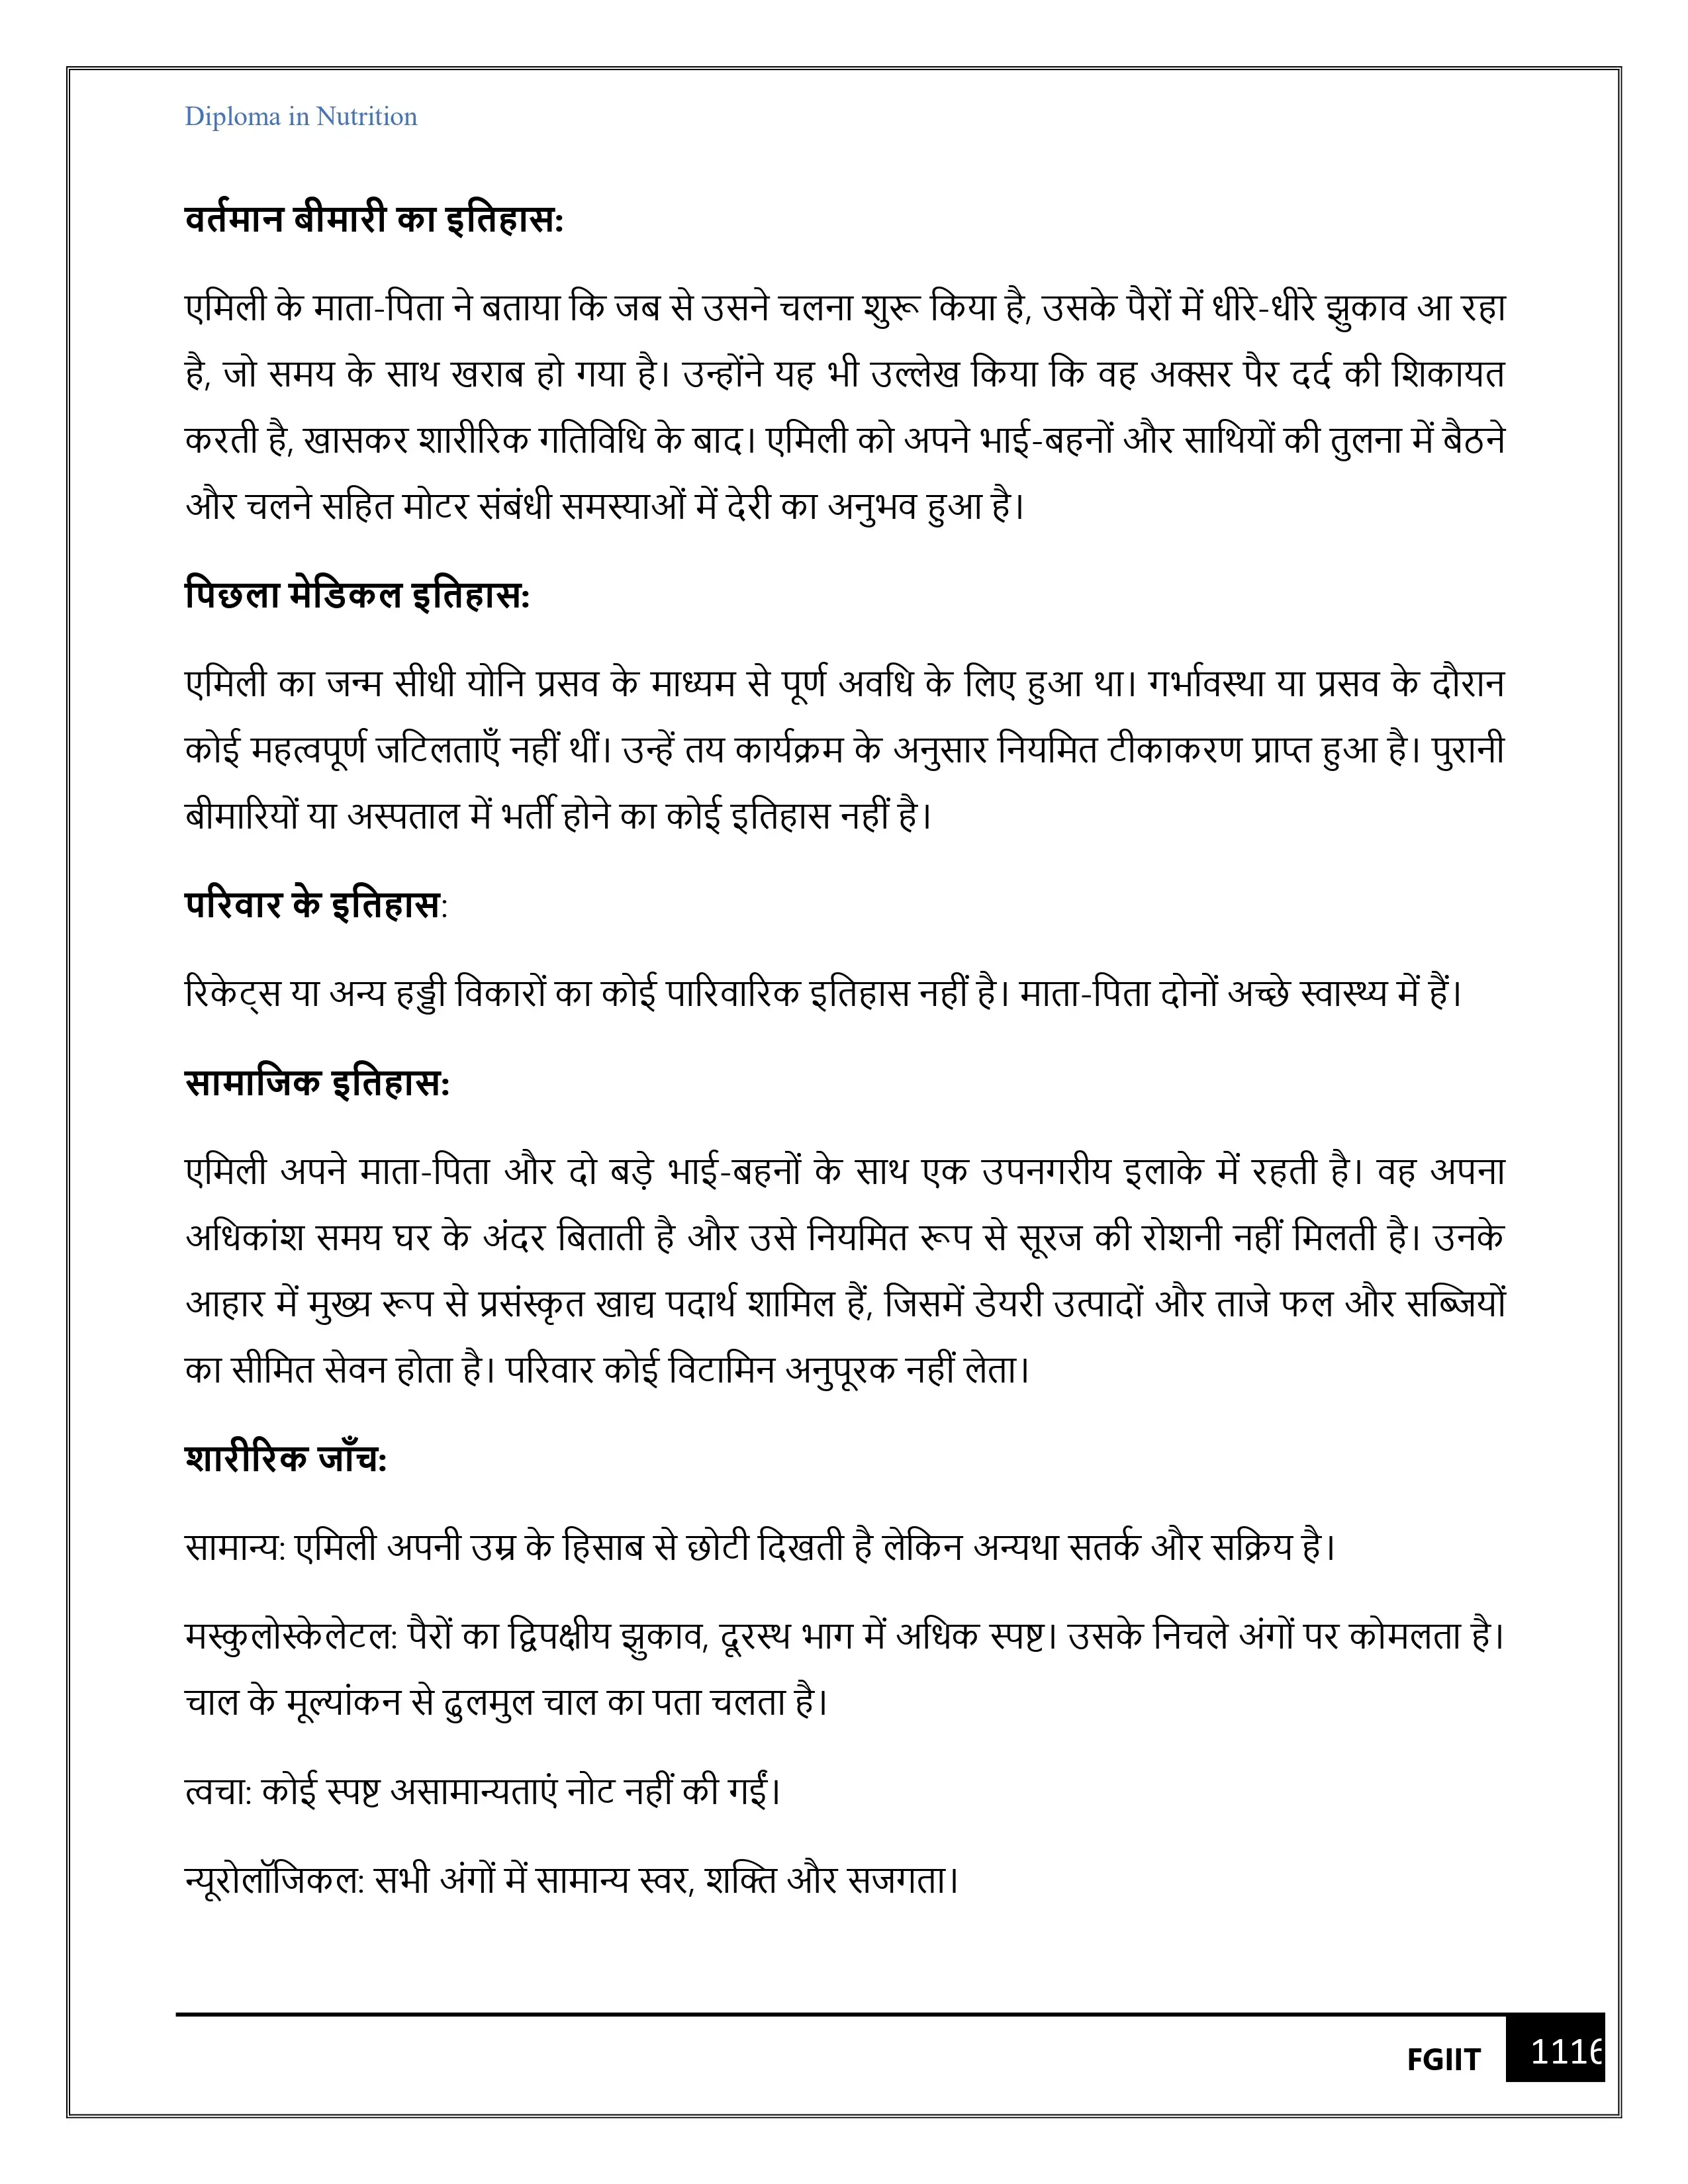 Diploma in Nutrition
वर्तमान बीमारी का इतिहास:
एमिली के माता-पिता ने बताया कि जब से उसने चलना शुरू किया है, उसके पैरों में धीरे-धीरे झुकाव आ रहा
है, जो समय के साथ खराब हो गया है। उन्होंने यह भी उल्लेख किया कि वह अक्सर पैर दर्द की शिकायत
करती है, खासकर शारीरिक गतिविधि के बाद। एमिली को अपने भाई-बहनों और साथियों की तुलना में बैठने
और चलने सहित मोटर संबंधी समस्याओं में देरी का अनुभव हुआ है।
पिछला मेडिकल इतिहास:
एमिली का जन्म सीधी योनि प्रसव के माध्यम से पूर्ण अवधि के लिए हुआ था। गर्भावस्था या प्रसव के दौरान
कोई महत्वपूर्ण जटिलताएँ नहीं थीं। उन्हें तय कार्यक्रम के अनुसार नियमित टीकाकरण प्राप्त हुआ है। पुरानी
बीमारियों या अस्पताल में भर्ती होने का कोई इतिहास नहीं है।
परिवार के इतिहास:
रिकेट्स या अन्य हड्डी विकारों का कोई पारिवारिक इतिहास नहीं है। माता-पिता दोनों अच्छे स्वास्थ्य में हैं।
सामाजिक इतिहास:
एमिली अपने माता-पिता और दो बड़े भाई-बहनों के साथ एक उपनगरीय इलाके में रहती है। वह अपना
अधिकांश समय घर के अंदर बिताती है और उसे नियमित रूप से सूरज की रोशनी नहीं मिलती है। उनके
आहार में मुख्य रूप से प्रसंस्कृत खाद्य पदार्थ शामिल हैं, जिसमें डेयरी उत्पादों और ताजे फल और सब्जियों
का सीमित सेवन होता है। परिवार कोई विटामिन अनुपूरक नहीं लेता।
शारीरिक जाँच:
सामान्य: एमिली अपनी उम्र के हिसाब से छोटी दिखती है लेकिन अन्यथा सतर्क और सक्रिय है।
मस्कुलोस्केलेटल: पैरों का द्विपक्षीय झुकाव, दूरस्थ भाग में अधिक स्पष्ट। उसके निचले अंगों पर कोमलता है।
चाल के मूल्यांकन से ढुलमुल चाल का पता चलता है।
त्वचा: कोई स्पष्ट असामान्यताएं नोट नहीं की गईं।
न्यूरोलॉजिकल: सभी अंगों में सामान्य स्वर, शक्ति और सजगता।
FGIIT 1116